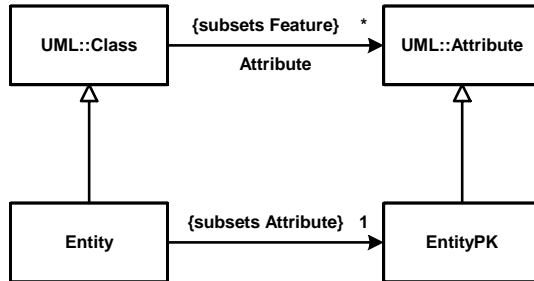 UML::Class
{subsets Feature} *
Attribute
UML::Attribute
Entity
{subsets Attribute} 1
EntityPK